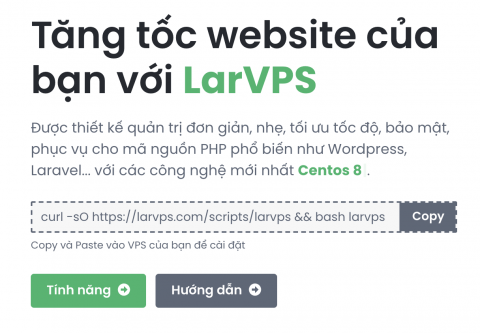 Tăng tốc website của
bạn với LarVPS
Được thiết kế quản trị đơn giản, nhẹ, tối ưu tốc độ, bảo mật,
phục vụ cho mã nguồn PHP phổ biến như Wordpress,
Laravel... với các công nghệ mới nhất Centos 8 .
curl -sO https://larvps.com/scripts/larvps && bash larvps Copy
Copy và Paste vào VPS của bạn để cài đặt
Tính năng Hướng dẫn